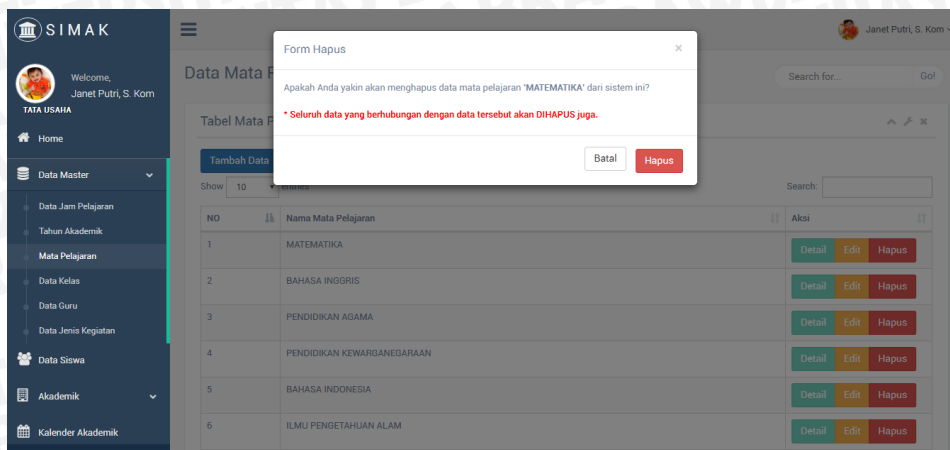 SIMAK
Janet Putri, S. Kom
Welcome,
Janet Putri, S. Kom
TATA USAHA
Home
Data Master
Data Jam Pelajaran
Tahun Akademik
Mata Pelajaran
Data Kelas
Data Guru
Data Jenis Kegiatan
Data Siswa
Akademik
Kalender Akademik
Form Hapus ×
Apakah Anda yakin akan menghapus data mata pelajaran 'MATEMATIKA' dari sistem ini?
* Seluruh data yang berhubungan dengan data tersebut akan DIHAPUS juga.
Batal Hapus
Data Mata
Search for... Go!
Tabel Mata
Tambah Data
Show 10 entries
Search:
NO Nama Mata Pelajaran Aksi
1 MATEMATIKA Detail Edit Hapus
2 BAHASA INGGRIS Detail Edit Hapus
3 PENDIDIKAN AGAMA Detail Edit Hapus
4 PENDIDIKAN KEWARGANEGARAAN Detail Edit Hapus
5 BAHASA INDONESIA Detail Edit Hapus
6 ILMU PENGETAHUAN ALAM Detail Edit Hapus